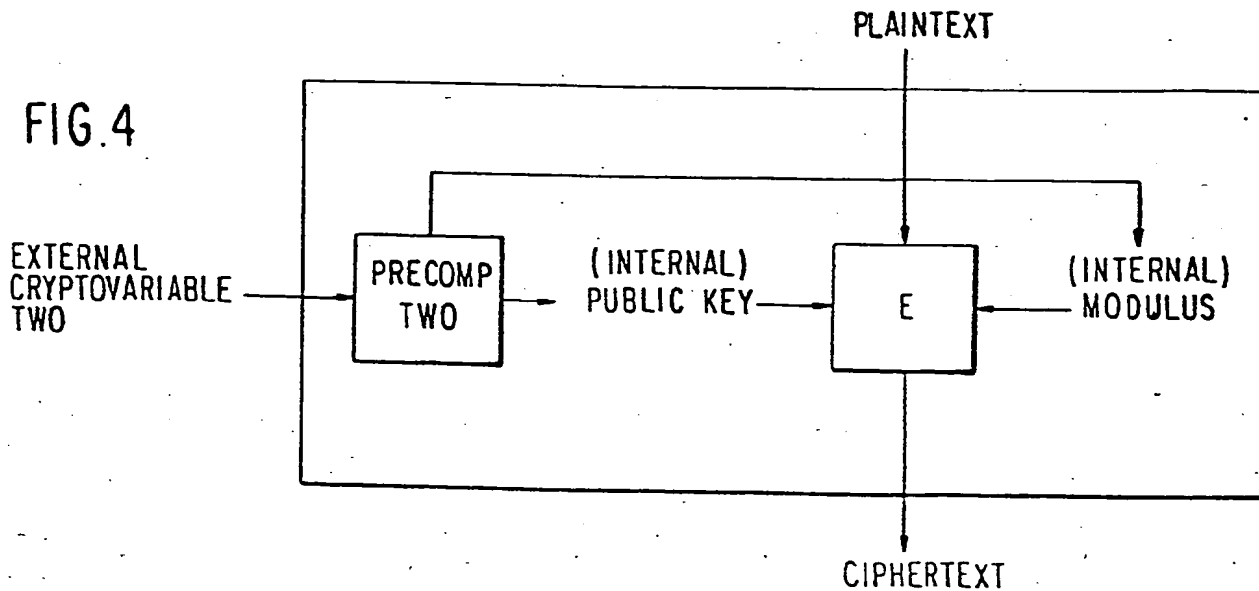 PLAINTEXT
FIG.4
EXTERNAL
CRYPTOVARIABLE
TWO
PRECOMP
TWO
(INTERNAL)
PUBLIC KEY
E
(INTERNAL)
MODULUS
CIPHERTEXT